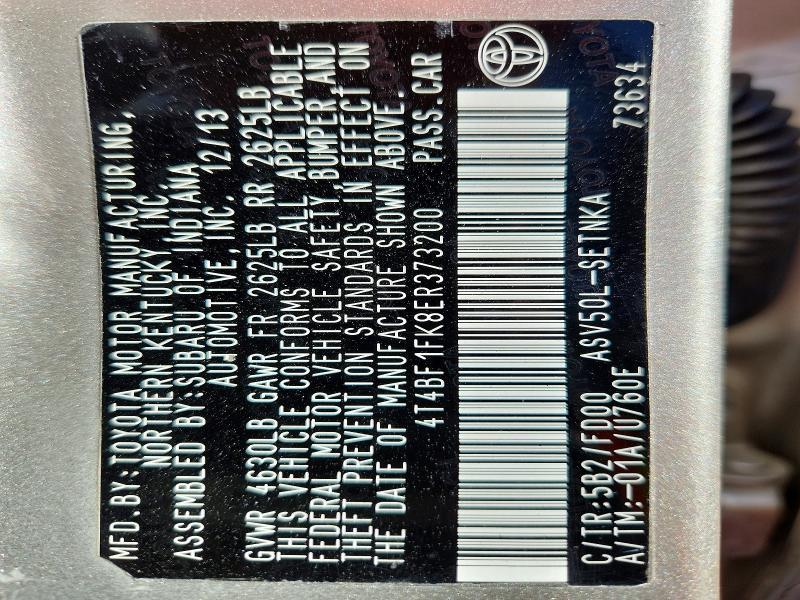 MFD.BY:TOYOTA MOTOR MANUFACTURING,
NORTHERN KENTUCKY INC.
ASSEMBLED BY:SUBARU OF INDIANA
AUTOMOTIVE,INC. 12/13
GVWR 4630LB GAWR FR 2625LB RR 2625LB
THIS VEHICLE CONFORMS TO ALL APPLICABLE
FEDERAL MOTOR VEHICLE SAFETY,BUMPER,AND
THEFT PREVENTION STANDARDS IN EFFECT ON
THE DATE OF MANUFACTURE SHOWN ABOVE.
4T4BF1FK8ER373200 PASS.CAR
C/TR:5B2/FD00 ASV50L-SETNKA
A/TM:-01A/U760E Z3634